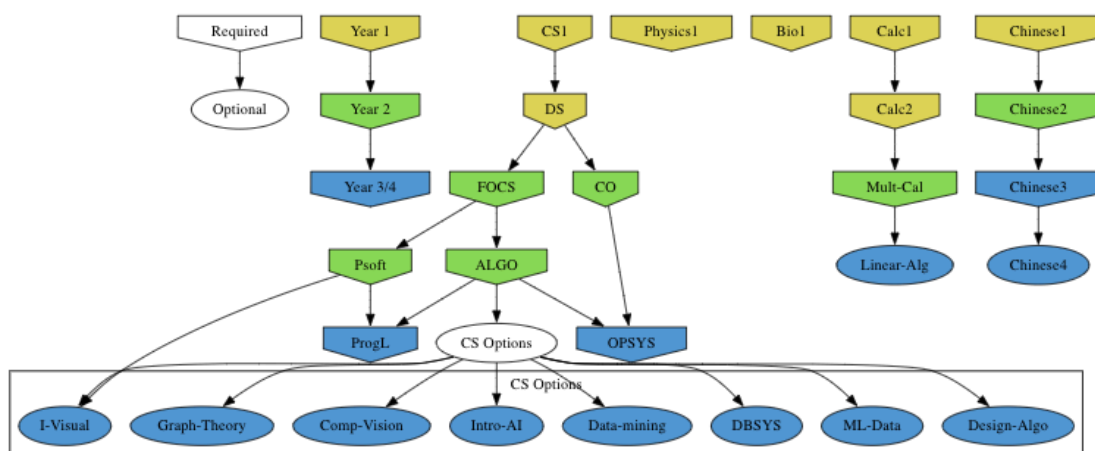 Required
Year 1
CS1
Physics1
Bio1
Calc1
Chinese1
Optional
Year 2
DS
Calc2
Chinese2
Year 3/4
FOCS
CO
Mult-Cal
Chinese3
Psoft
ALGO
Linear-Alg
Chinese4
ProgL
CS Options
OPSYS
CS Options
I-Visual
Graph-Theory
Comp-Vision
Intro-AI
Data-mining
DBSYS
ML-Data
Design-Algo